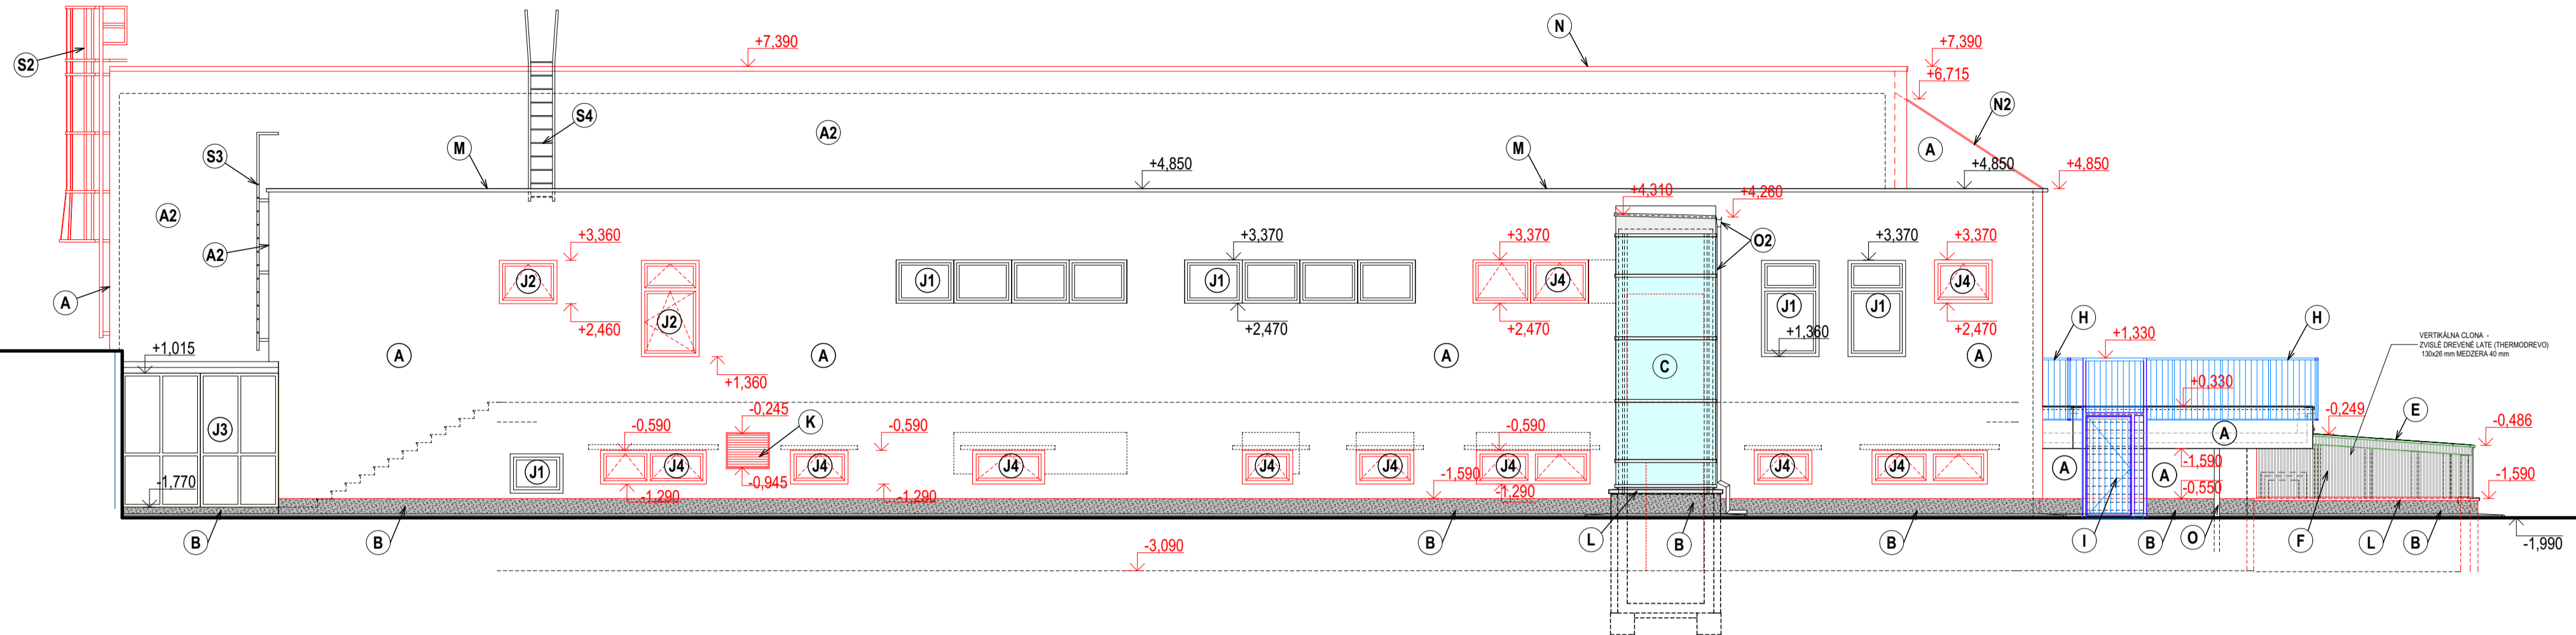 S2
+7,390
N
+7,390
+6,715
N2
S4
A2
A
S3
M
M
+4,850
+4,850
+4,850
A2
+4,310
+4,260
A2
+3,360
+3,370
+3,370
+3,370
+3,370
O2
J2
J2
J1
J1
J4
J1
J1
J4
A
+2,460
+2,470
+2,470
+2,470
H
H
+1,330
+1,360
VERTIKÁLNA CLONA -
ZVISLÉ DREVENÉ LATE (THERMODREVO)
130x26 mm MEDZERA 40 mm
+1,015
A
A
A
C
A
+1,360
+0,330
-0,249
E
-0,486
J3
-0,590
-0,245
K
-0,590
-0,590
A
J1
J4
J4
J4
J4
J4
J4
J4
J4
A
A
-1,590
-1,770
-1,290
-0,945
-1,290
-1,590
-1,290
-0,550
-1,590
B
B
B
L
B
B
I
B
O
F
L
B
-3,090
-1,990